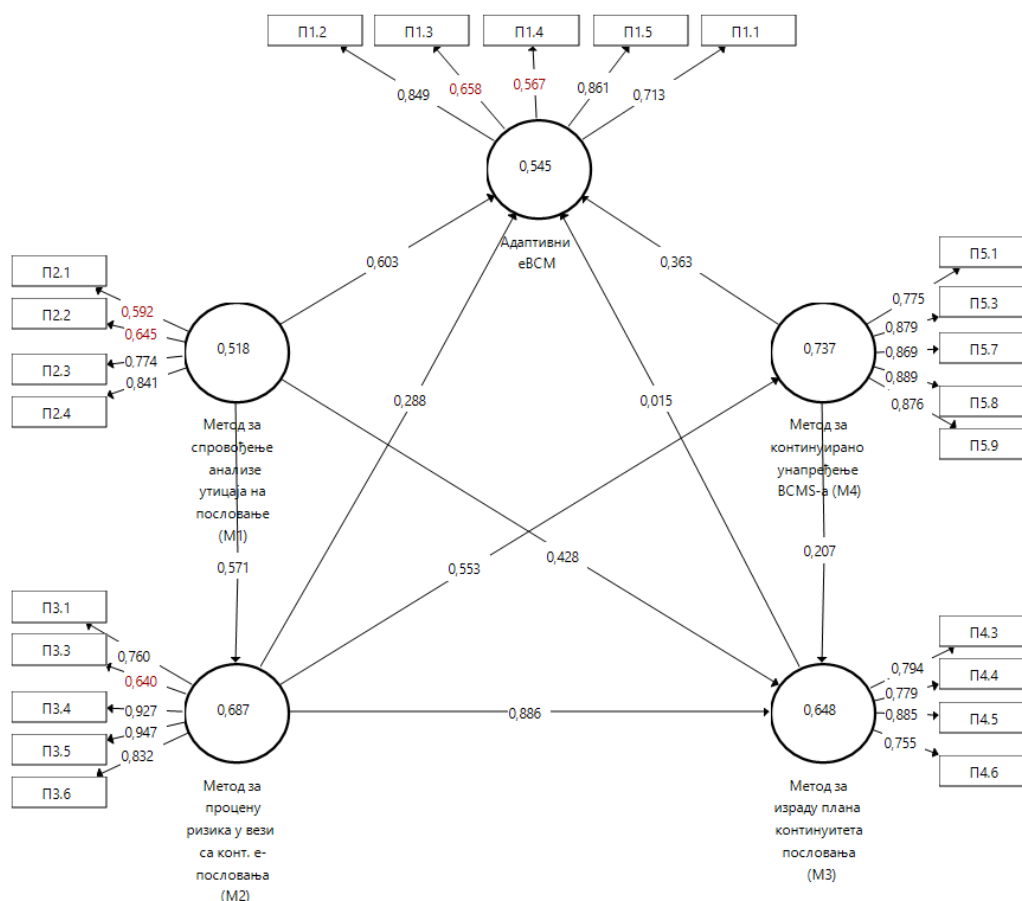 П1.2
П1.3
П1.4
П1.5
П1.1
0,849
0,658
0,567
0,861
0,713
0,545
Адаптивни
eBCM
0,603
0,363
П2.1
П2.2
П2.3
П2.4
0,592
0,645
0,774
0,841
0,518
Метод за
спровођење
анализе
утицаја на
пословање
(М1)
0,288
0,015
0,737
Метод за
континуирано
унапређење
BCMS-а (М4)
0,775
0,879
0,869
0,889
0,876
П5.1
П5.3
П5.7
П5.8
П5.9
0,571
0,553
0,428
0,207
П3.1
П3.3
П3.4
П3.5
П3.6
0,760
0,640
0,927
0,947
0,832
0,687
Метод за
процену
ризика у вези
са конт. е-
пословања
(М2)
0,886
0,648
Метод за
израду плана
континуитета
пословања
(М3)
0,794
0,779
0,885
0,755
П4.3
П4.4
П4.5
П4.6